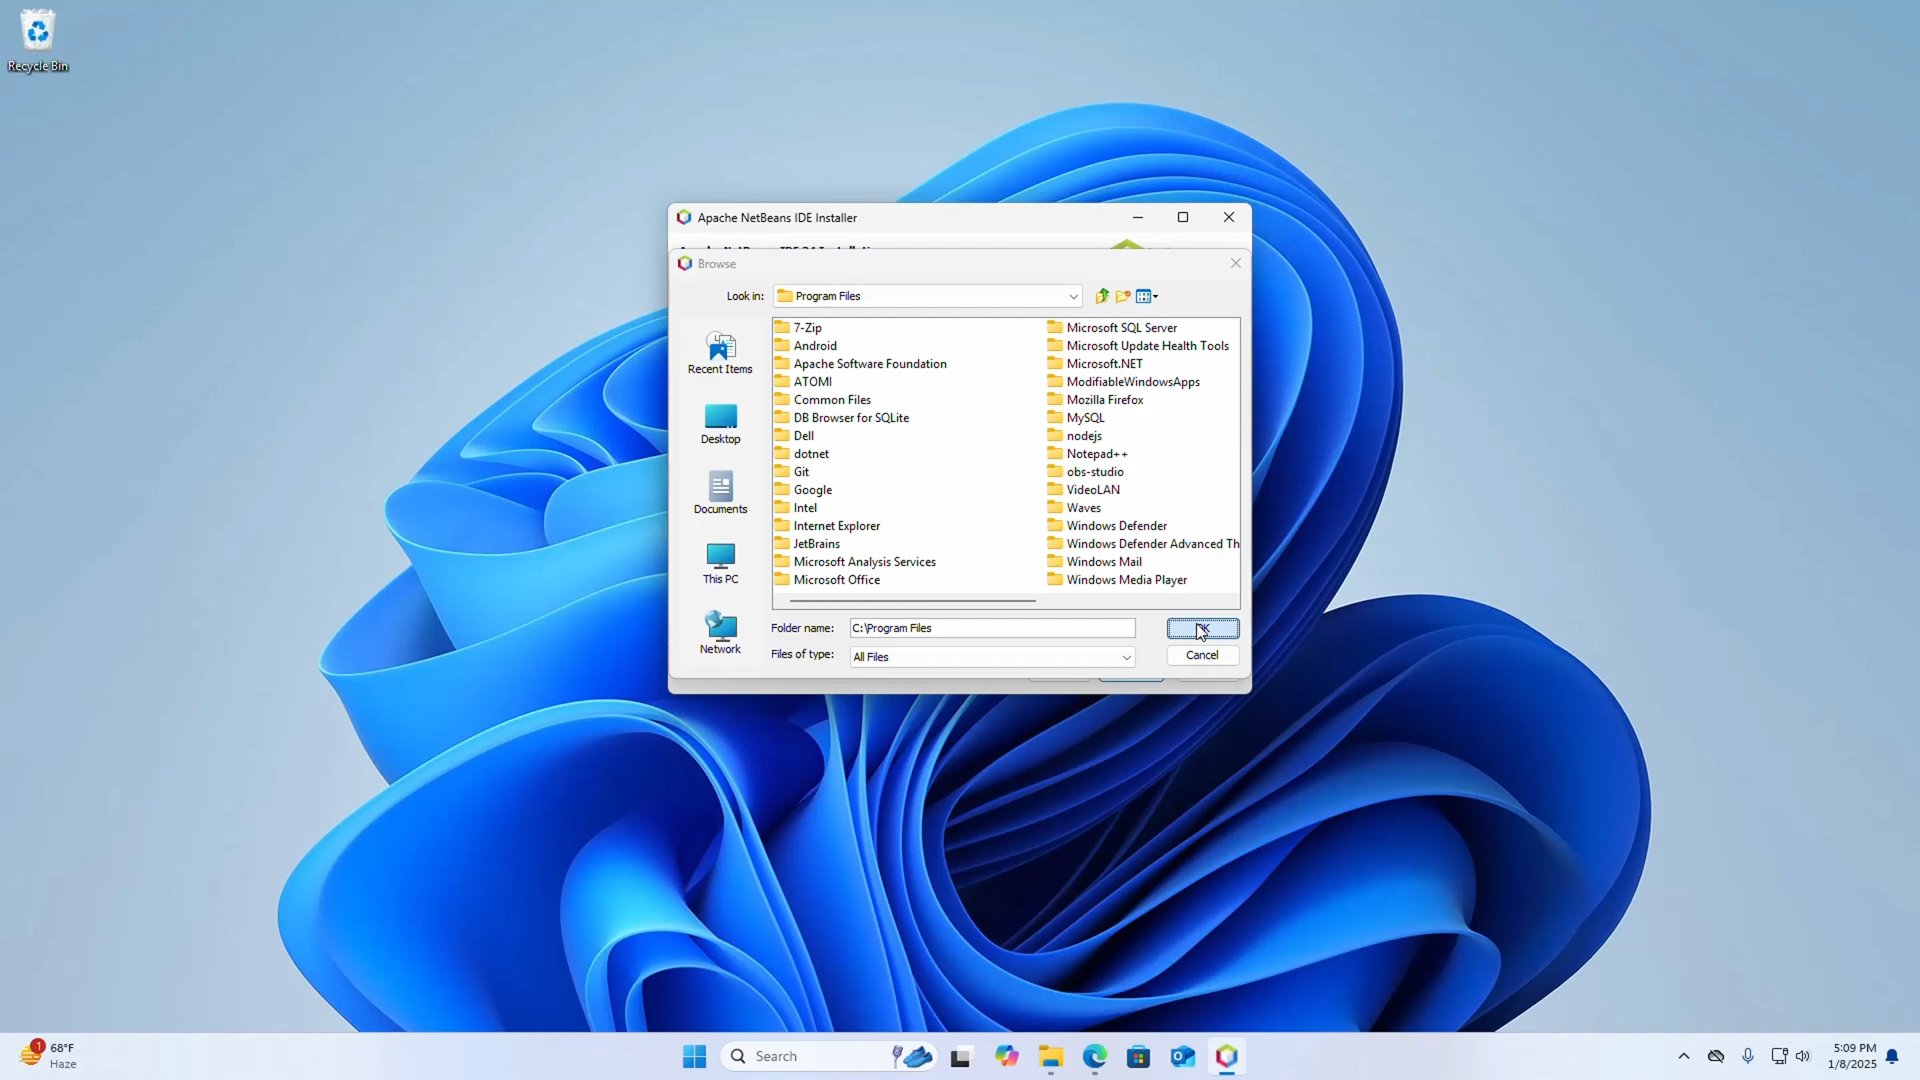 Recycle Bin
Apache NetBeans IDE Installer
Browse
Look in:
Program Files
Recent Items
Desktop
Documents
This PC
Network
7-Zip
Android
Apache Software Foundation
ATOMI
Common Files
DB Browser for SQLite
Dell
dotnet
Git
Google
Intel
Internet Explorer
JetBrains
Microsoft Analysis Services
Microsoft Office
Microsoft SQL Server
Microsoft Update Health Tools
Microsoft.NET
ModifiableWindowsApps
Mozilla Firefox
MySQL
nodejs
Notepad++
obs-studio
VideoLAN
Waves
Windows Defender
Windows Defender Advanced Th
Windows Mail
Windows Media Player
Folder name:
C:\Program Files
Files of type:
All Files
Cancel
1
68°F
Haze
Search
5:09 PM
1/8/2025